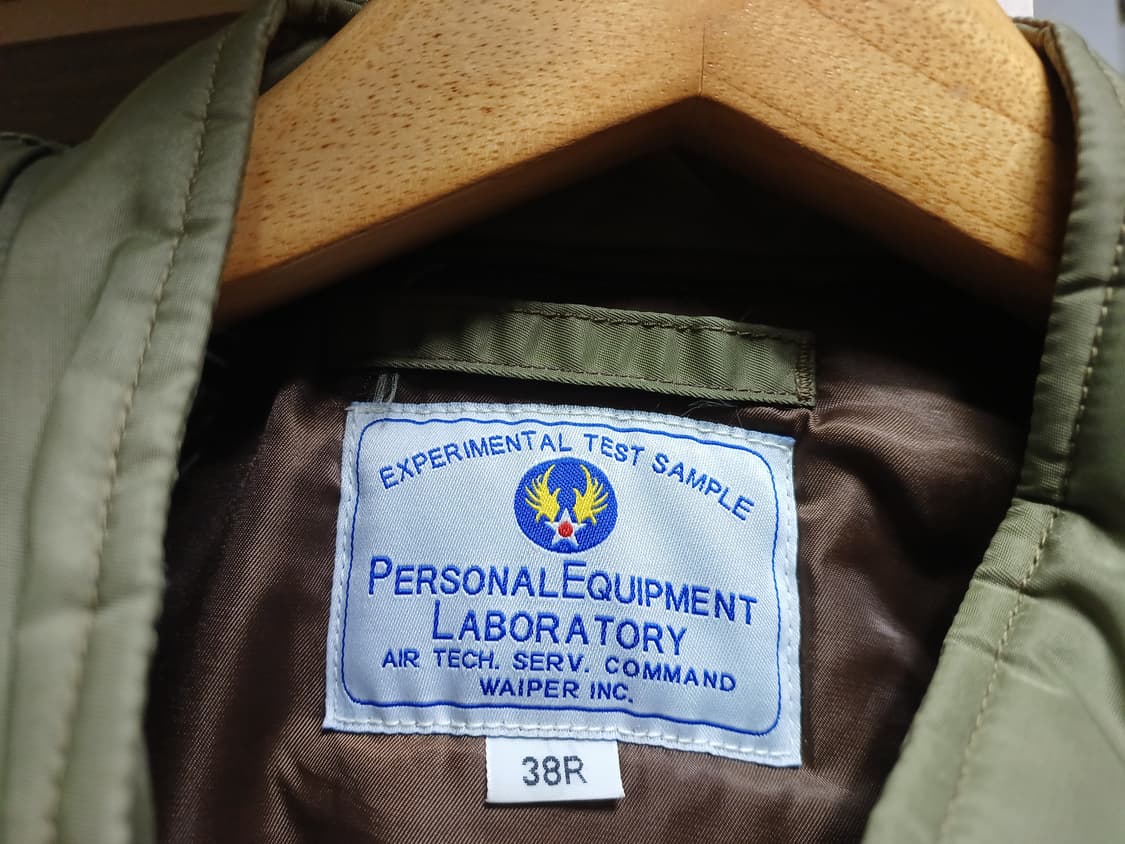 EXPERIMENTAL TEST SAMPLE
PERSONAL EQUIPMENT
LABORATORY
AIR TECH. SERV. COMMAND
WAIPER INC.
38R